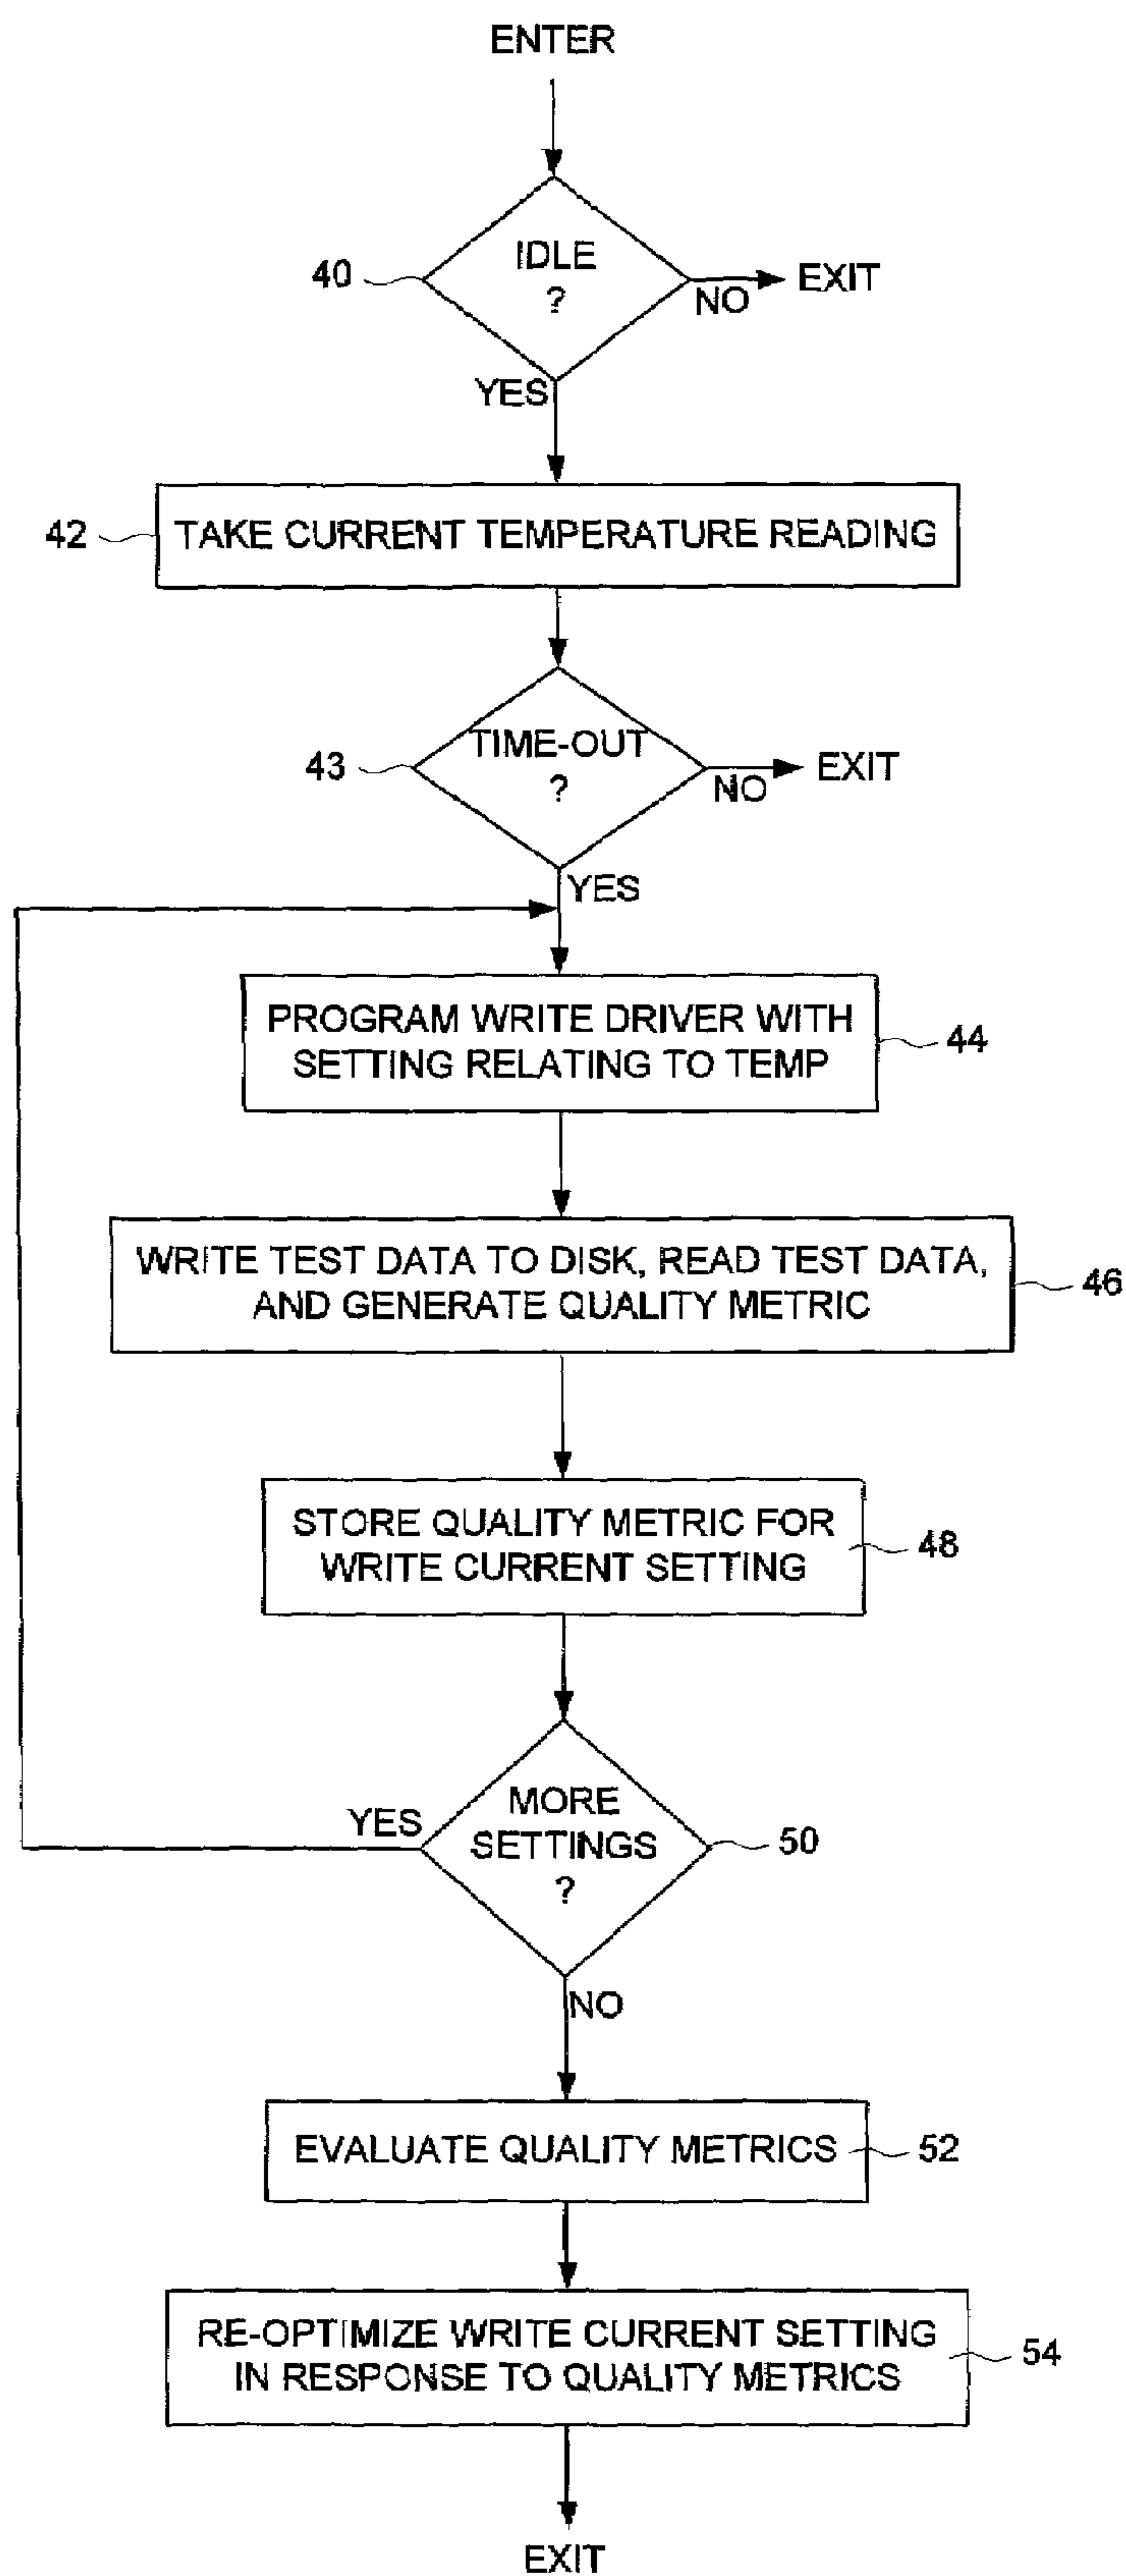 ENTER
IDLE
?
40
NO
EXIT
YES
42
TAKE CURRENT TEMPERATURE READING
43
TIME-OUT
?
NO
EXIT
YES
PROGRAM WRITE DRIVER WITH
SETTING RELATING TO TEMP
44
WRITE TEST DATA TO DISK, READ TEST DATA,
AND GENERATE QUALITY METRIC
46
STORE QUALITY METRIC FOR
WRITE CURRENT SETTING
48
YES
MORE
SETTINGS
?
50
NO
EVALUATE QUALITY METRICS
52
RE-OPTIMIZE WRITE CURRENT SETTING
IN RESPONSE TO QUALITY METRICS
54
EXIT